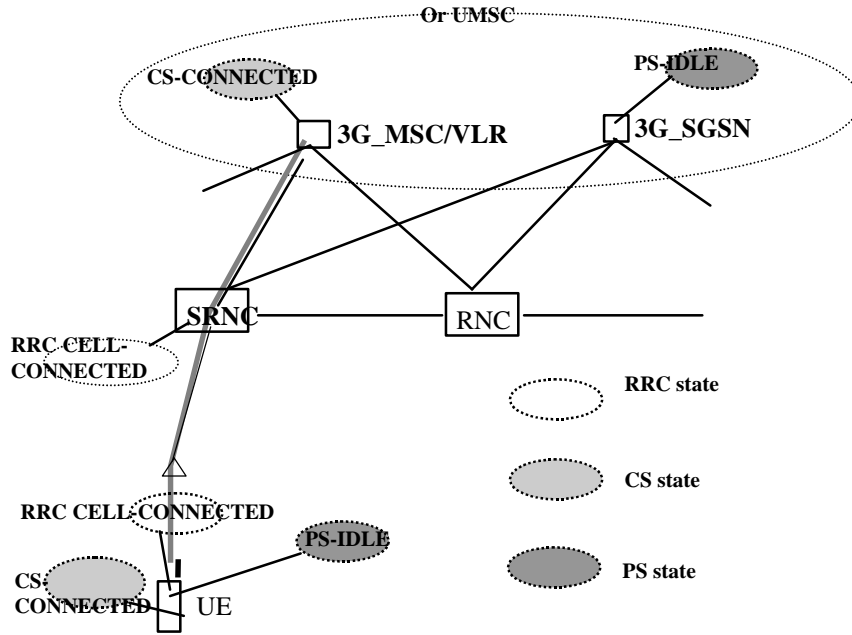 Or UMSC
CS-CONNECTED
PS-IDLE
3G_MSC/VLR
3G_SGSN
SRNC
RNC
RRC CELL-
CONNECTED
RRC state
CS state
RRC CELL-CONNECTED
PS-IDLE
PS state
CS-
CONNECTED
UE